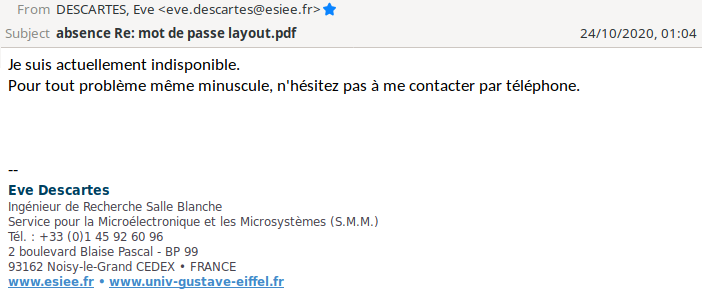 From DESCARTES, Eve <eve.descartes@esiee.fr>
Subject absence Re: mot de passe layout.pdf 24/10/2020, 01:04
Je suis actuellement indisponible.
Pour tout problème même minuscule, n'hésitez pas à me contacter par téléphone.
--
Eve Descartes
Ingénieur de Recherche Salle Blanche
Service pour la Microélectronique et les Microsystèmes (S.M.M.)
Tél. : +33 (0)1 45 92 60 96
2 boulevard Blaise Pascal - BP 99
93162 Noisy-le-Grand CEDEX • FRANCE
www.esiee.fr • www.univ-gustave-eiffel.fr